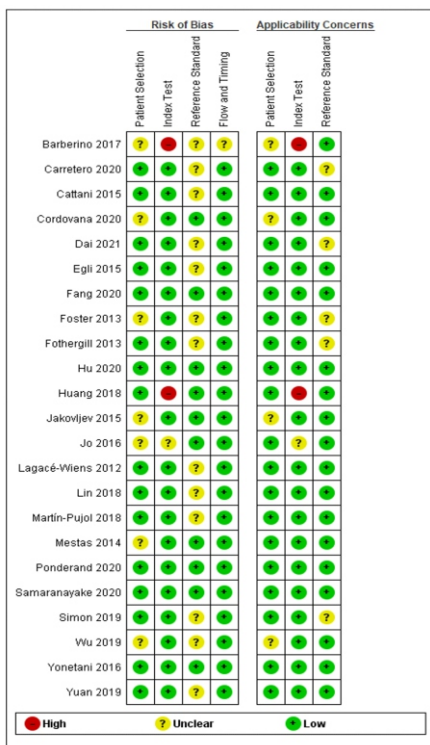 Risk of Bias Applicability Concerns
Patient Selection Index Test Reference Standard Flow and Timing Patient Selection Index Test Reference Standard
Barberino 2017 ? - ? ? ? - +
Carretero 2020 + + ? + + + ?
Cattani 2015 + + ? + + + +
Cordovana 2020 ? + + + ? + +
Dai 2021 + + ? + + + ?
Egli 2015 + + ? + + + +
Fang 2020 + + + + + + +
Foster 2013 ? + ? + + + ?
Fothergill 2013 + + ? + + + ?
Hu 2020 + + + + + + +
Huang 2018 + - + + + - +
Jakovljev 2015 ? + + + ? + +
Jo 2016 ? ? + + + ? +
Lagacé-Wiens 2012 + + ? + + + +
Lin 2018 + + ? + + + +
Martín-Pujol 2018 + + ? + + + +
Mestas 2014 ? + + + + + +
Ponderand 2020 + + + + + + +
Samaranayake 2020 + + + + + + +
Simon 2019 + + ? + + + ?
Wu 2019 ? + ? + ? + +
Yonetani 2016 + + + + + + +
Yuan 2019 + + ? + + + +
- High ? Unclear + Low